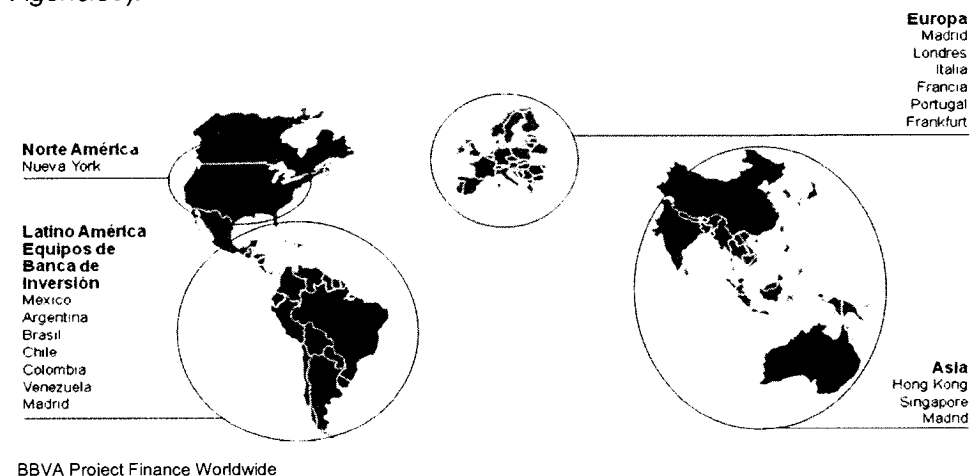 Agencias).
Europa
Madrid
Londres
Italia
Francia
Portugal
Frankfurt
Norte América
Nueva York
Latino América
Equipos de
Banca de
Inversión
Mexico
Argentina
Brasil
Chile
Colombia
Venezuela
Madrid
Asia
Hong Kong
Singapore
Madrid
BBVA Project Finance Worldwide